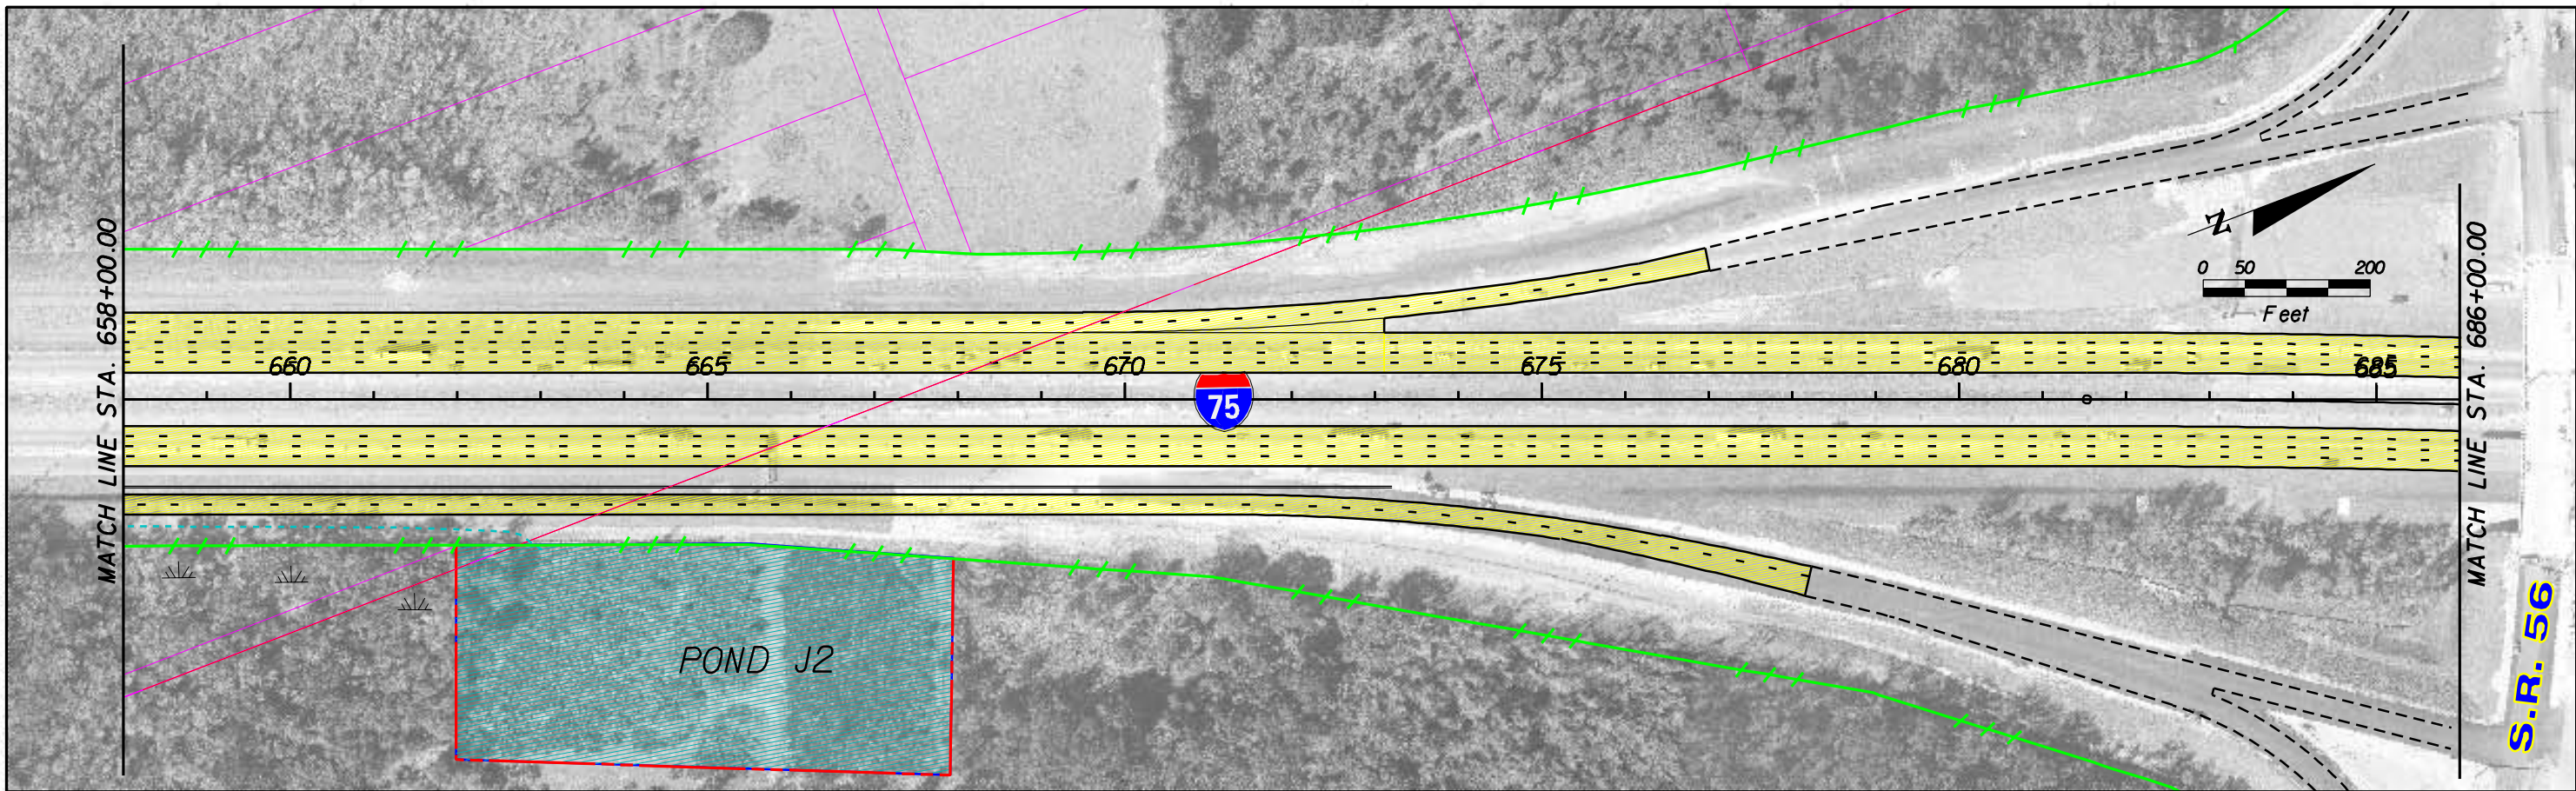 MATCH LINE STA. 658+00.00
660
665
670
675
680
685
75
N
0 50 200
Feet
MATCH LINE STA. 686+00.00
POND J2
S.R. 56